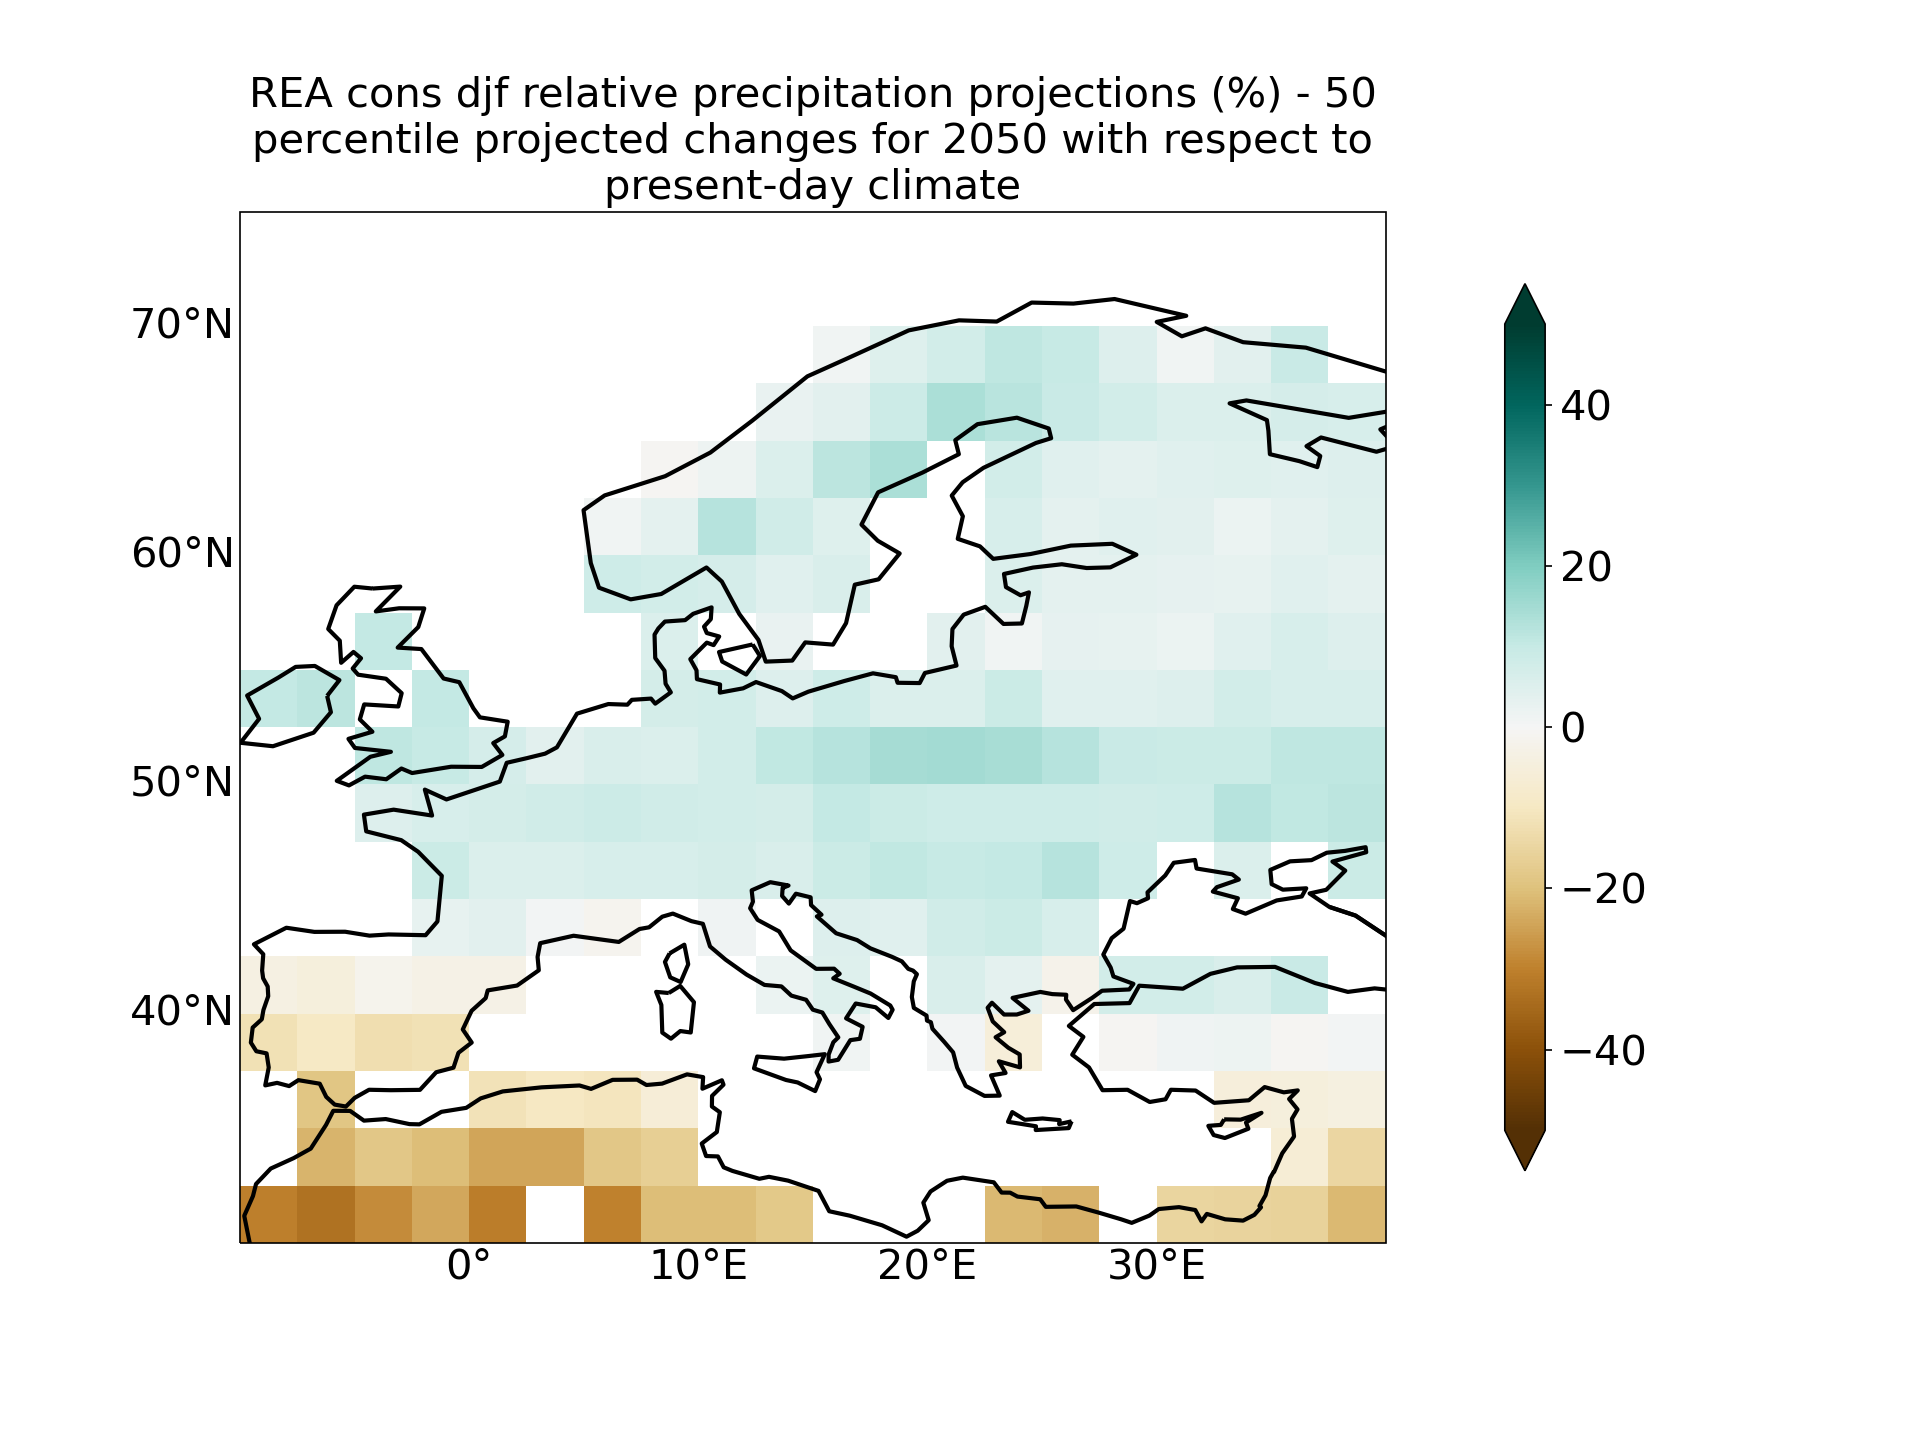 REA cons djf relative precipitation projections (%) - 50
percentile projected changes for 2050 with respect to
present-day climate
70°N
60°N
50°N
40°N
0°
10°E
20°E
30°E
40
20
0
−20
−40